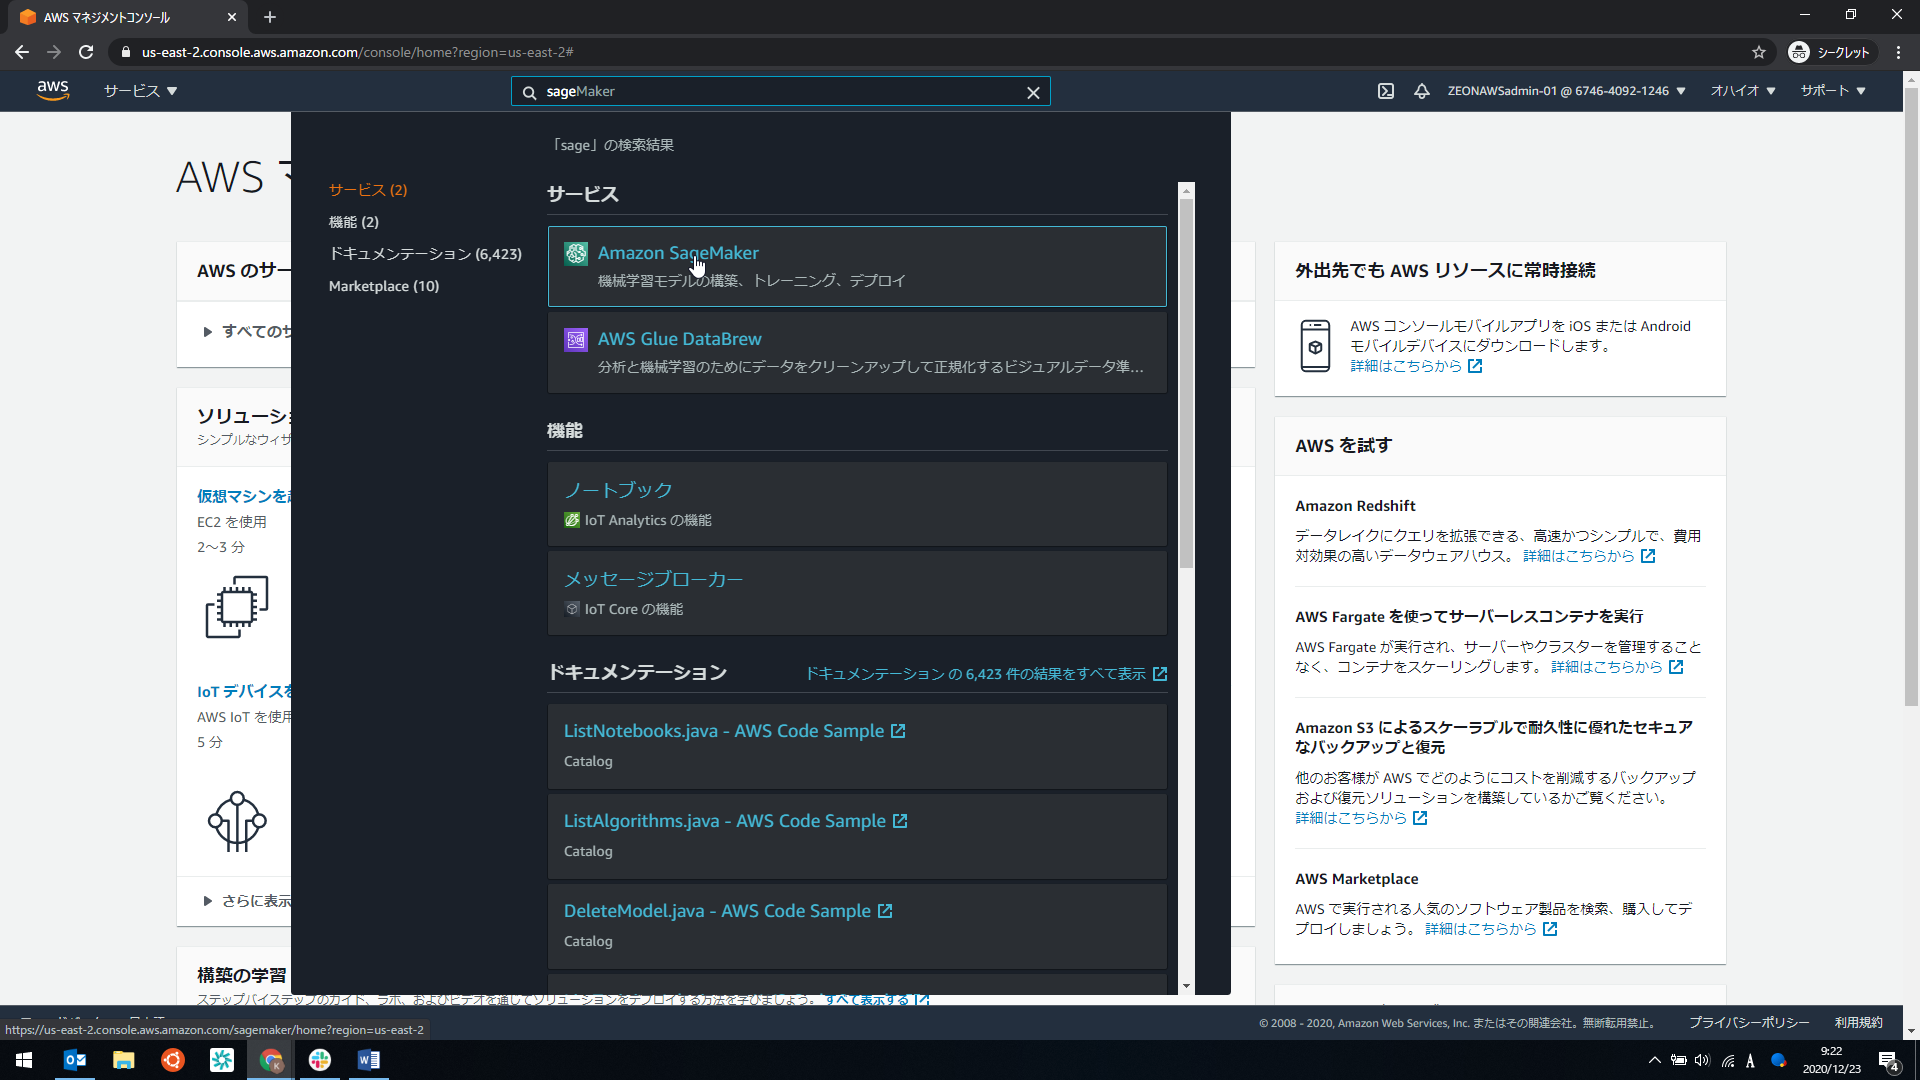 AWS マネジメントコンソール
us-east-2.console.aws.amazon.com/console/home?region=us-east-2#
シークレット
aws
サービス
sageMaker
ZEONAWSadmin-01 @ 6746-4092-1246
オハイオ
サポート
AWS
「sage」の検索結果
サービス (2)
機能 (2)
ドキュメンテーション (6,423)
Marketplace (10)
サービス
Amazon SageMaker
機械学習モデルの構築、トレーニング、デプロイ
AWS Glue DataBrew
分析と機械学習のためにデータをクリーンアップして正規化するビジュアルデータ準...
機能
ノートブック
IoT Analytics の機能
メッセージブローカー
IoT Core の機能
ドキュメンテーション
ドキュメンテーション の 6,423 件の結果をすべて表示
ListNotebooks.java - AWS Code Sample
Catalog
ListAlgorithms.java - AWS Code Sample
Catalog
DeleteModel.java - AWS Code Sample
Catalog
AWS のサー
すべてのサ
ソリューショ
シンプルなウィザ
仮想マシンを
EC2 を使用
2～3 分
IoT デバイスを
AWS IoT を使用
5 分
さらに表示
構築の学習
ステップバイステップのガイド、ラボ、およびビデオを通してソリューションをデプロイする方法を学びましょう。 すべて表示する
外出先でも AWS リソースに常時接続
AWS コンソールモバイルアプリを iOS または Android
モバイルデバイスにダウンロードします。
詳細はこちらから
AWS を試す
Amazon Redshift
データレイクにクエリを拡張できる、高速かつシンプルで、費用
対効果の高いデータウェアハウス。 詳細はこちらから
AWS Fargate を使ってサーバーレスコンテナを実行
AWS Fargate が実行され、サーバーやクラスターを管理すること
なく、コンテナをスケーリングします。 詳細はこちらから
Amazon S3 によるスケーラブルで耐久性に優れたセキュア
なバックアップと復元
他のお客様が AWS でどのようにコストを削減するバックアップ
および復元ソリューションを構築しているかご覧ください。
詳細はこちらから
AWS Marketplace
AWS で実行される人気のソフトウェア製品を検索、購入してデ
プロイしましょう。 詳細はこちらから
https://us-east-2.console.aws.amazon.com/sagemaker/home?region=us-east-2
© 2008 - 2020, Amazon Web Services, Inc. またはその関連会社。無断転用禁止。
プライバシーポリシー
利用規約
A
9:22
2020/12/23
4